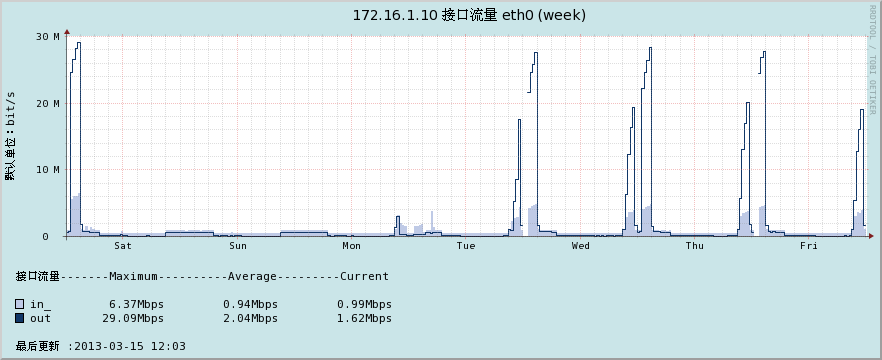 172.16.1.10 接口流量 eth0 (week)
RRDTOOL / TOBI OETIKER
默认单位：bit/s
30 M
20 M
10 M
0
Sat Sun Mon Tue Wed Thu Fri
接口流量-------Maximum----------Average---------Current
in_ 6.37Mbps 0.94Mbps 0.99Mbps
out 29.09Mbps 2.04Mbps 1.62Mbps
最后更新 :2013-03-15 12:03